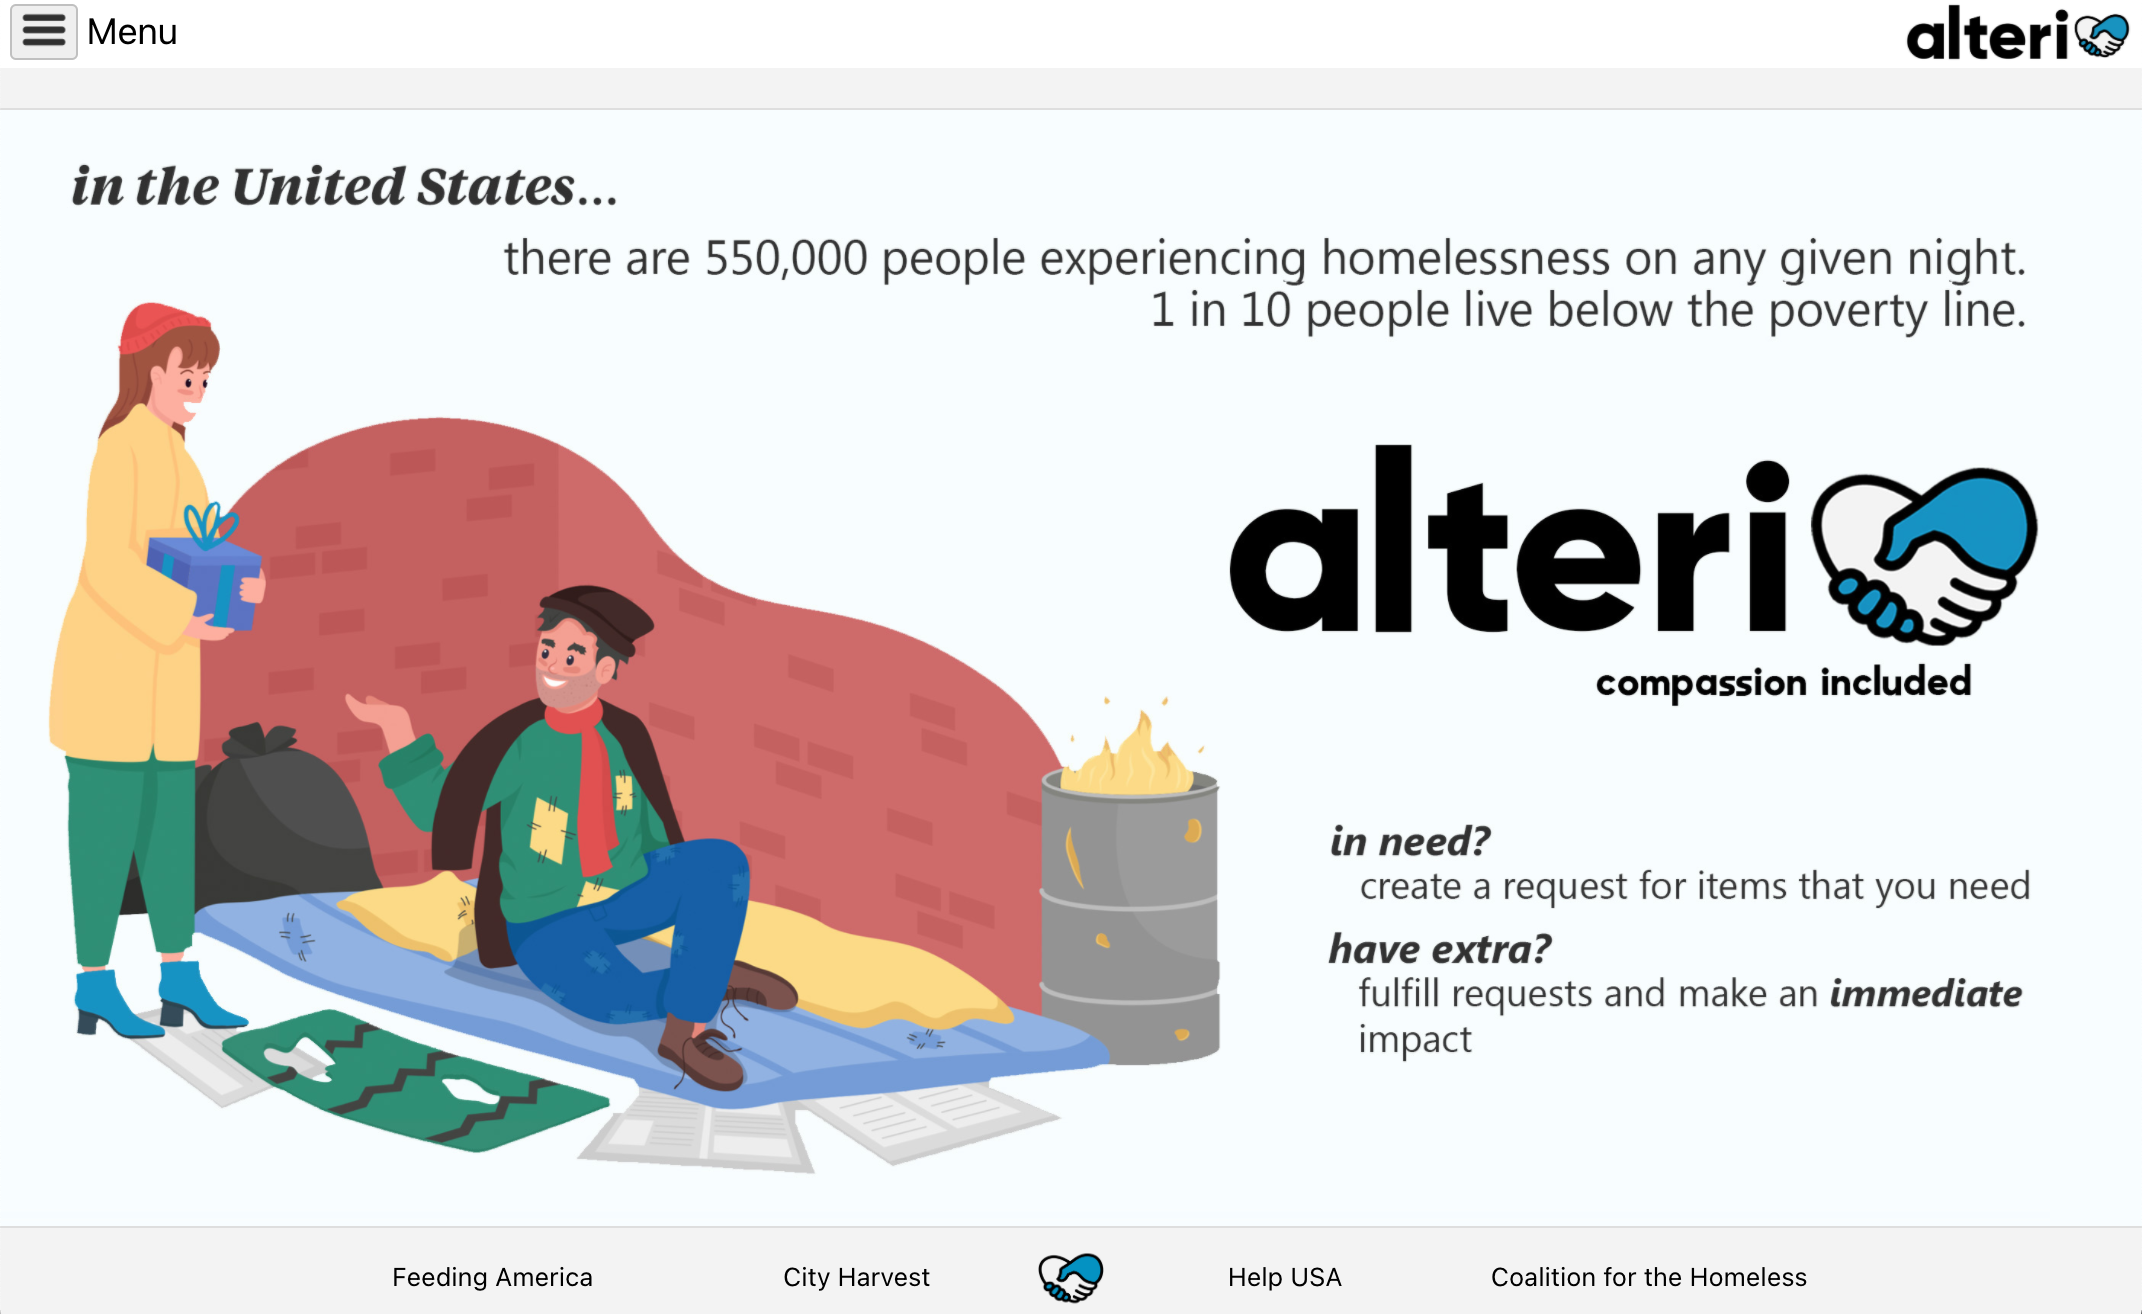 Menu
alteri
in the United States...
there are 550,000 people experiencing homelessness on any given night.
1 in 10 people live below the poverty line.
alteri
compassion included
in need?
create a request for items that you need
have extra?
fulfill requests and make an immediate
impact
Feeding America
City Harvest
Help USA
Coalition for the Homeless